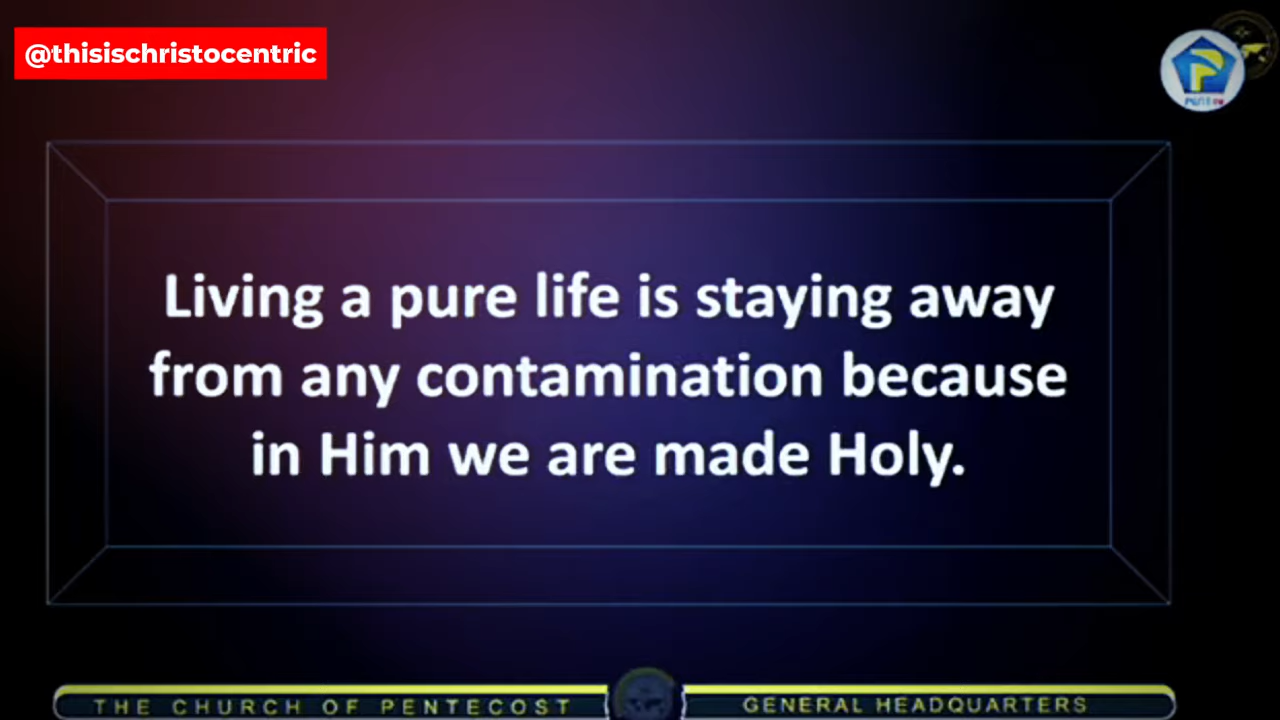 @thisischristocentric
Living a pure life is staying away
from any contamination because
in Him we are made Holy.
THE CHURCH OF PENTECOST
GENERAL HEADQUARTERS